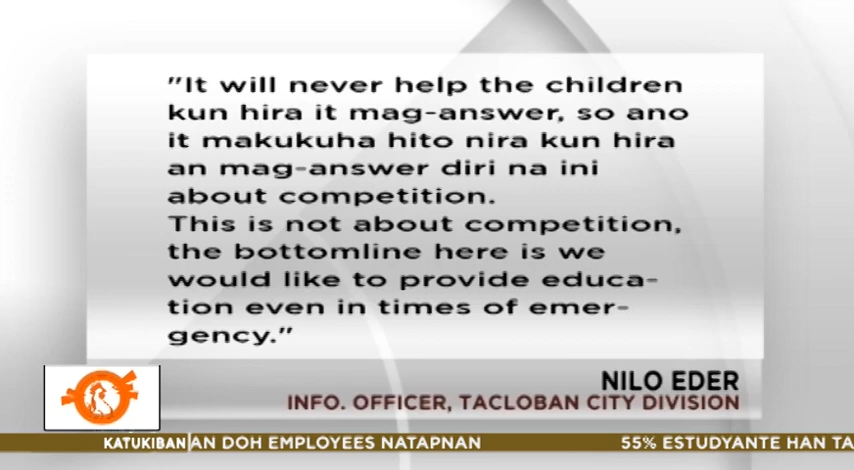 "It will never help the children
kun hira it mag-answer, so ano
it makukuha hito nira kun hira
an mag-answer diri na ini
about competition.
This is not about competition,
the bottomline here is we
would like to provide educa-
tion even in times of emer-
gency."
NILO EDER
INFO. OFFICER, TACLOBAN CITY DIVISION
KATUKIBAN AN DOH EMPLOYEES NATAPNAN 55% ESTUDYANTE HAN TA